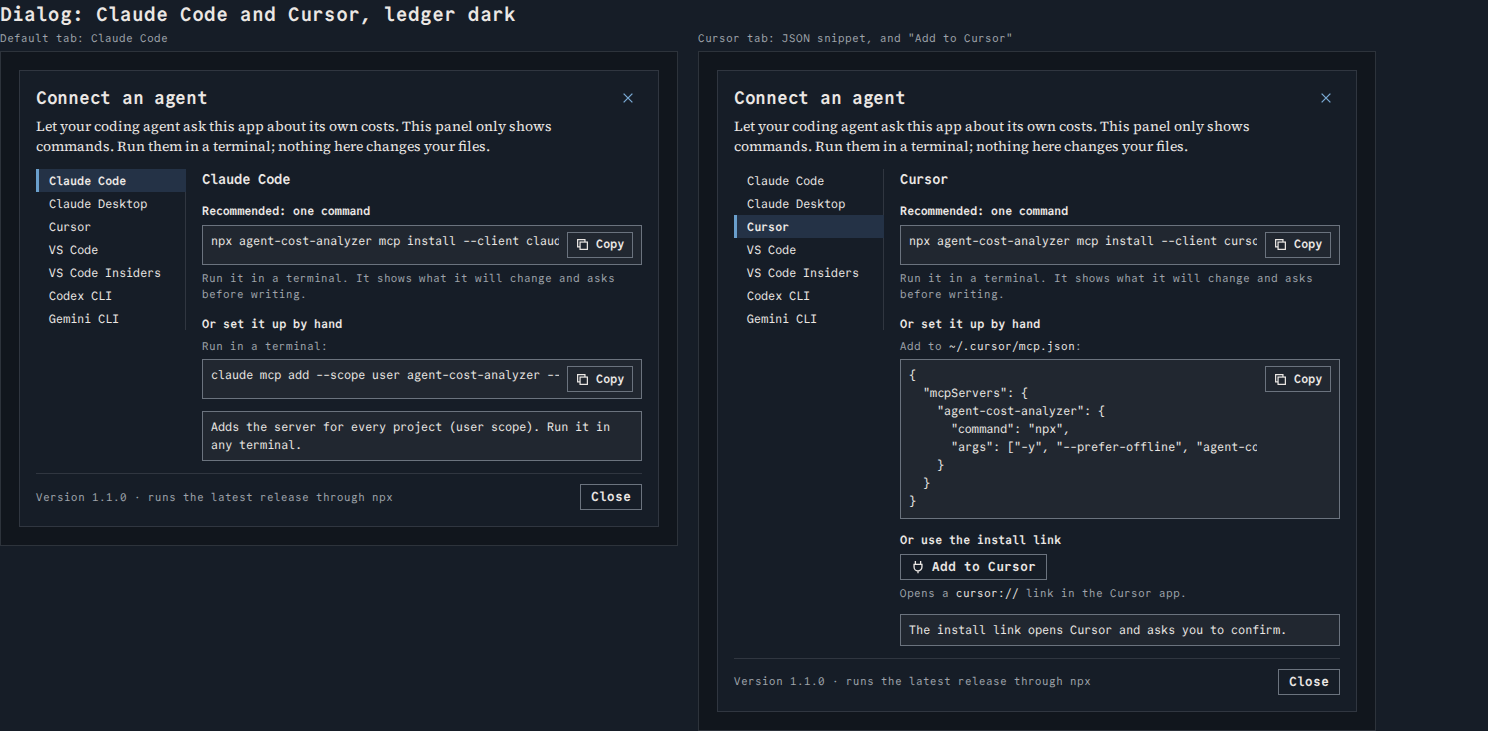 Dialog: Claude Code and Cursor, ledger dark
Default tab: Claude Code
Connect an agent
Let your coding agent ask this app about its own costs. This panel only shows
commands. Run them in a terminal; nothing here changes your files.
Claude Code
Claude Desktop
Cursor
VS Code
VS Code Insiders
Codex CLI
Gemini CLI
Claude Code
Recommended: one command
npx agent-cost-analyzer mcp install --client claud
Copy
Run it in a terminal. It shows what it will change and asks
before writing.
Or set it up by hand
Run in a terminal:
claude mcp add --scope user agent-cost-analyzer --
Copy
Adds the server for every project (user scope). Run it in
any terminal.
Version 1.1.0 · runs the latest release through npx
Close
Cursor tab: JSON snippet, and "Add to Cursor"
Connect an agent
Let your coding agent ask this app about its own costs. This panel only shows
commands. Run them in a terminal; nothing here changes your files.
Claude Code
Claude Desktop
Cursor
VS Code
VS Code Insiders
Codex CLI
Gemini CLI
Cursor
Recommended: one command
npx agent-cost-analyzer mcp install --client curso
Copy
Run it in a terminal. It shows what it will change and asks
before writing.
Or set it up by hand
Add to ~/.cursor/mcp.json:
{
"mcpServers": {
"agent-cost-analyzer": {
"command": "npx",
"args": ["-y", "--prefer-offline", "agent-co
}
}
}
Copy
Or use the install link
Add to Cursor
Opens a cursor:// link in the Cursor app.
The install link opens Cursor and asks you to confirm.
Version 1.1.0 · runs the latest release through npx
Close